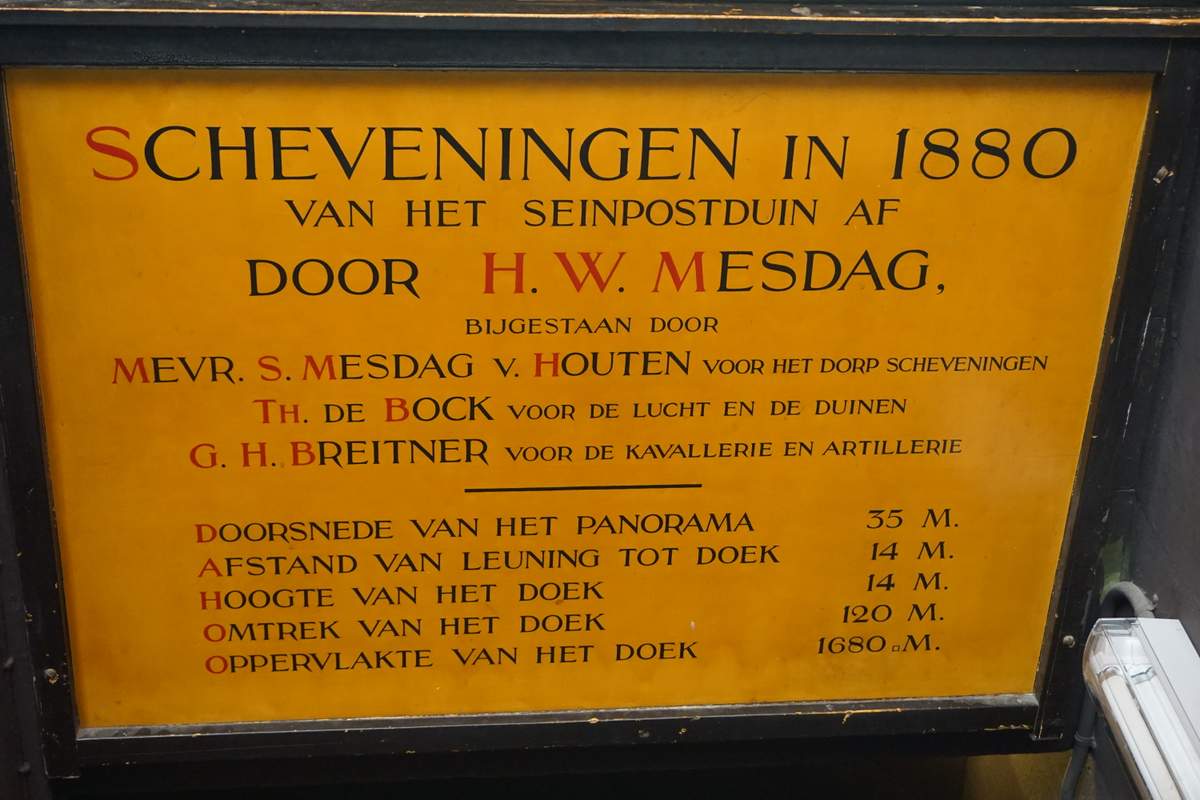 SCHEVENINGEN IN 1880
VAN HET SEINPOSTDUIN AF
DOOR H. W. MESDAG,
BIJGESTAAN DOOR
MEVR. S. MESDAG V. HOUTEN VOOR HET DORP SCHEVENINGEN
TH. DE BOCK VOOR DE LUCHT EN DE DUINEN
G. H. BREITNER VOOR DE KAVALLERIE EN ARTILLERIE
DOORSNEDE VAN HET PANORAMA 35 M.
AFSTAND VAN LEUNING TOT DOEK 14 M.
HOOGTE VAN HET DOEK 14 M.
OMTREK VAN HET DOEK 120 M.
OPPERVLAKTE VAN HET DOEK 1680 □M.